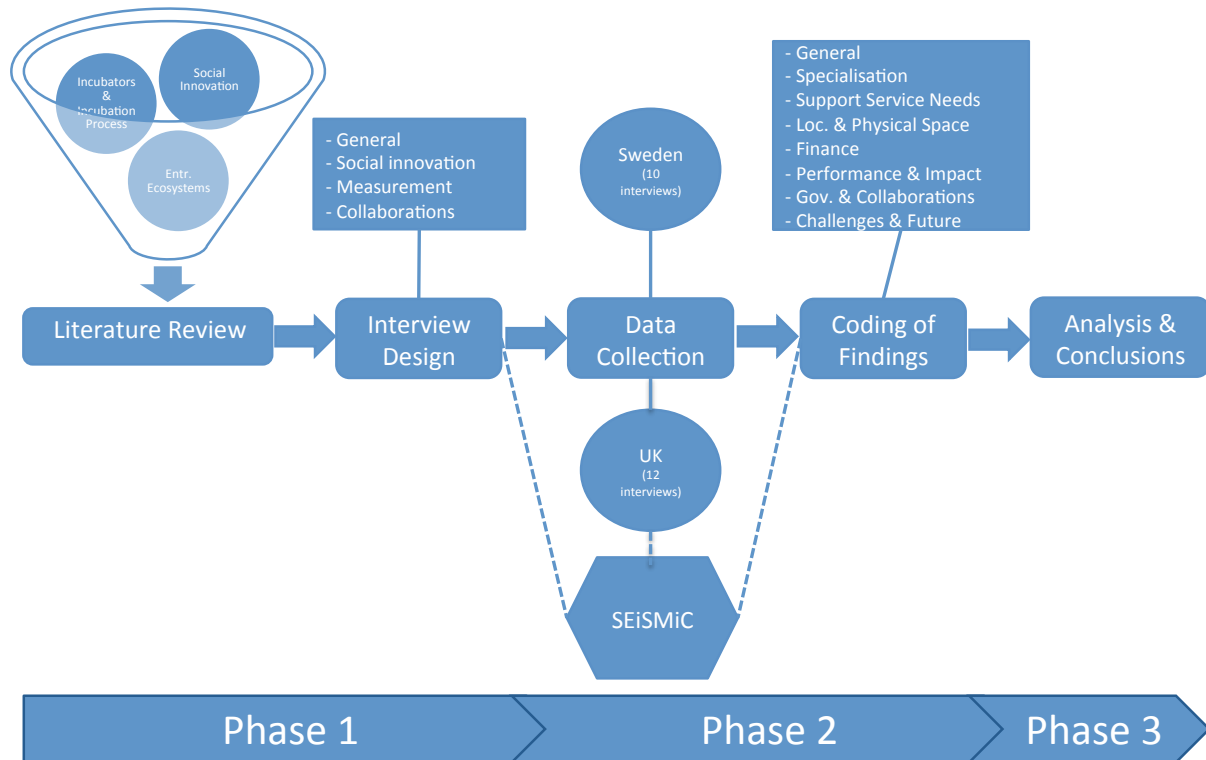 Incubators
&
Incubation
Process
Social
Innovation
Entr.
Ecosystems
- General
- Social innovation
- Measurement
- Collaborations
Sweden
(10
interviews)
- General
- Specialisation
- Support Service Needs
- Loc. & Physical Space
- Finance
- Performance & Impact
- Gov. & Collaborations
- Challenges & Future
Literature Review
Interview
Design
Data
Collection
Coding of
Findings
Analysis &
Conclusions
UK
(12
interviews)
SEiSMiC
Phase 1
Phase 2
Phase 3